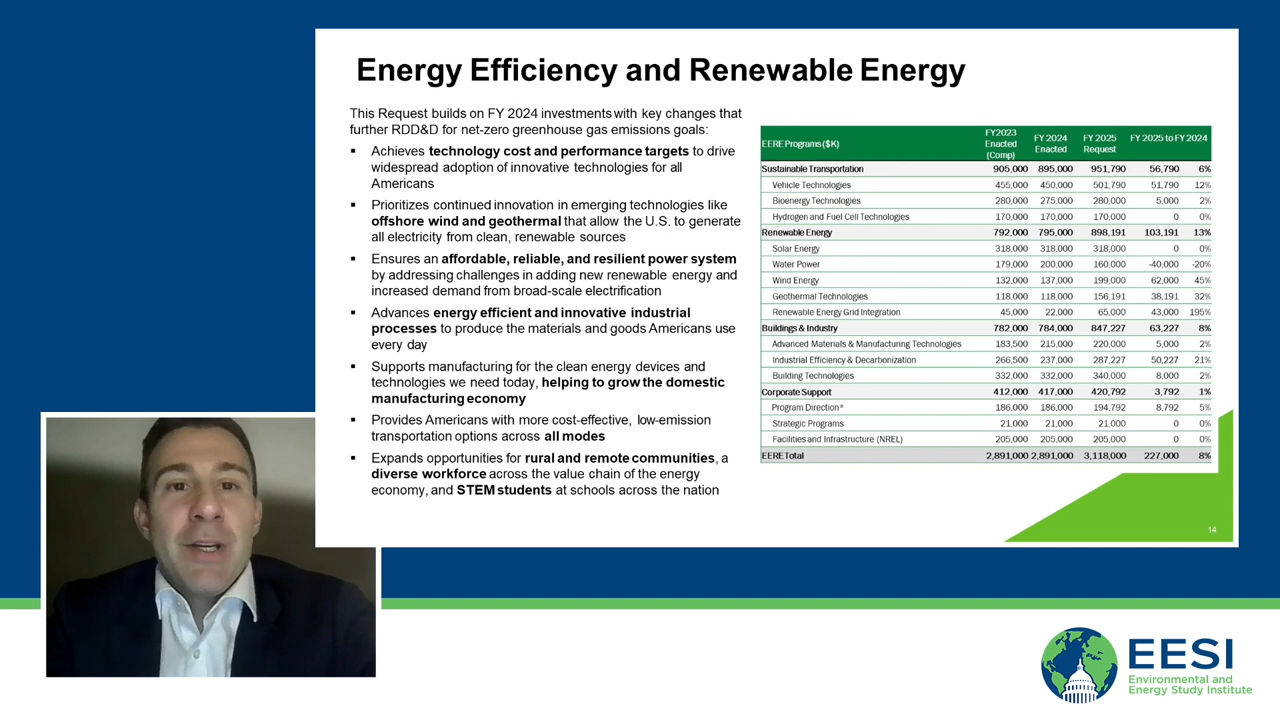 Energy Efficiency and Renewable Energy
This Request builds on FY 2024 investments with key changes that
further RDD&D for net-zero greenhouse gas emissions goals:
▪ Achieves technology cost and performance targets to drive
widespread adoption of innovative technologies for all
Americans
▪ Prioritizes continued innovation in emerging technologies like
offshore wind and geothermal that allow the U.S. to generate
all electricity from clean, renewable sources
▪ Ensures an affordable, reliable, and resilient power system
by addressing challenges in adding new renewable energy and
increased demand from broad-scale electrification
▪ Advances energy efficient and innovative industrial
processes to produce the materials and goods Americans use
every day
▪ Supports manufacturing for the clean energy devices and
technologies we need today, helping to grow the domestic
manufacturing economy
▪ Provides Americans with more cost-effective, low-emission
transportation options across all modes
▪ Expands opportunities for rural and remote communities, a
diverse workforce across the value chain of the energy
economy, and STEM students at schools across the nation
EERE Programs ($K) FY2023 Enacted (Comp) FY 2024 Enacted FY 2025 Request FY 2025 to FY 2024
Sustainable Transportation 905,000 895,000 951,790 56,790 6%
Vehicle Technologies 455,000 450,000 501,790 51,790 12%
Bioenergy Technologies 280,000 275,000 280,000 5,000 2%
Hydrogen and Fuel Cell Technologies 170,000 170,000 170,000 0 0%
Renewable Energy 792,000 795,000 898,191 103,191 13%
Solar Energy 318,000 318,000 318,000 0 0%
Water Power 179,000 200,000 160,000 -40,000 -20%
Wind Energy 132,000 137,000 199,000 62,000 45%
Geothermal Technologies 118,000 118,000 156,191 38,191 32%
Renewable Energy Grid Integration 45,000 22,000 65,000 43,000 195%
Buildings & Industry 782,000 784,000 847,227 63,227 8%
Advanced Materials & Manufacturing Technologies 183,500 215,000 220,000 5,000 2%
Industrial Efficiency & Decarbonization 266,500 237,000 287,227 50,227 21%
Building Technologies 332,000 332,000 340,000 8,000 2%
Corporate Support 412,000 417,000 420,792 3,792 1%
Program Direction* 186,000 186,000 194,792 8,792 5%
Strategic Programs 21,000 21,000 21,000 0 0%
Facilities and Infrastructure (NREL) 205,000 205,000 205,000 0 0%
EERE Total 2,891,000 2,891,000 3,118,000 227,000 8%
14
EESI
Environmental and
Energy Study Institute